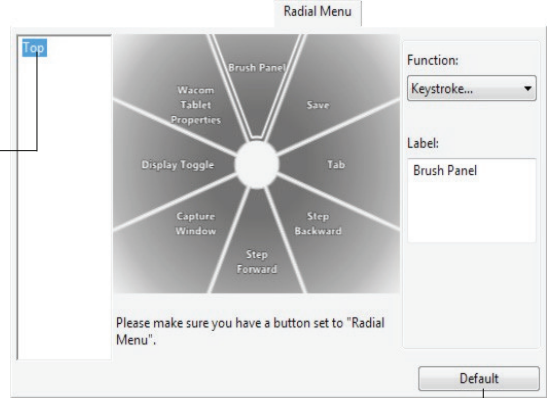 Radial Menu
Top
Brush Panel
Save
Tab
Step
Backward
Step
Forward
Capture
Window
Display Toggle
Wacom
Tablet
Properties
Please make sure you have a button set to "Radial
Menu".
Function:
Keystroke...
Label:
Brush Panel
Default